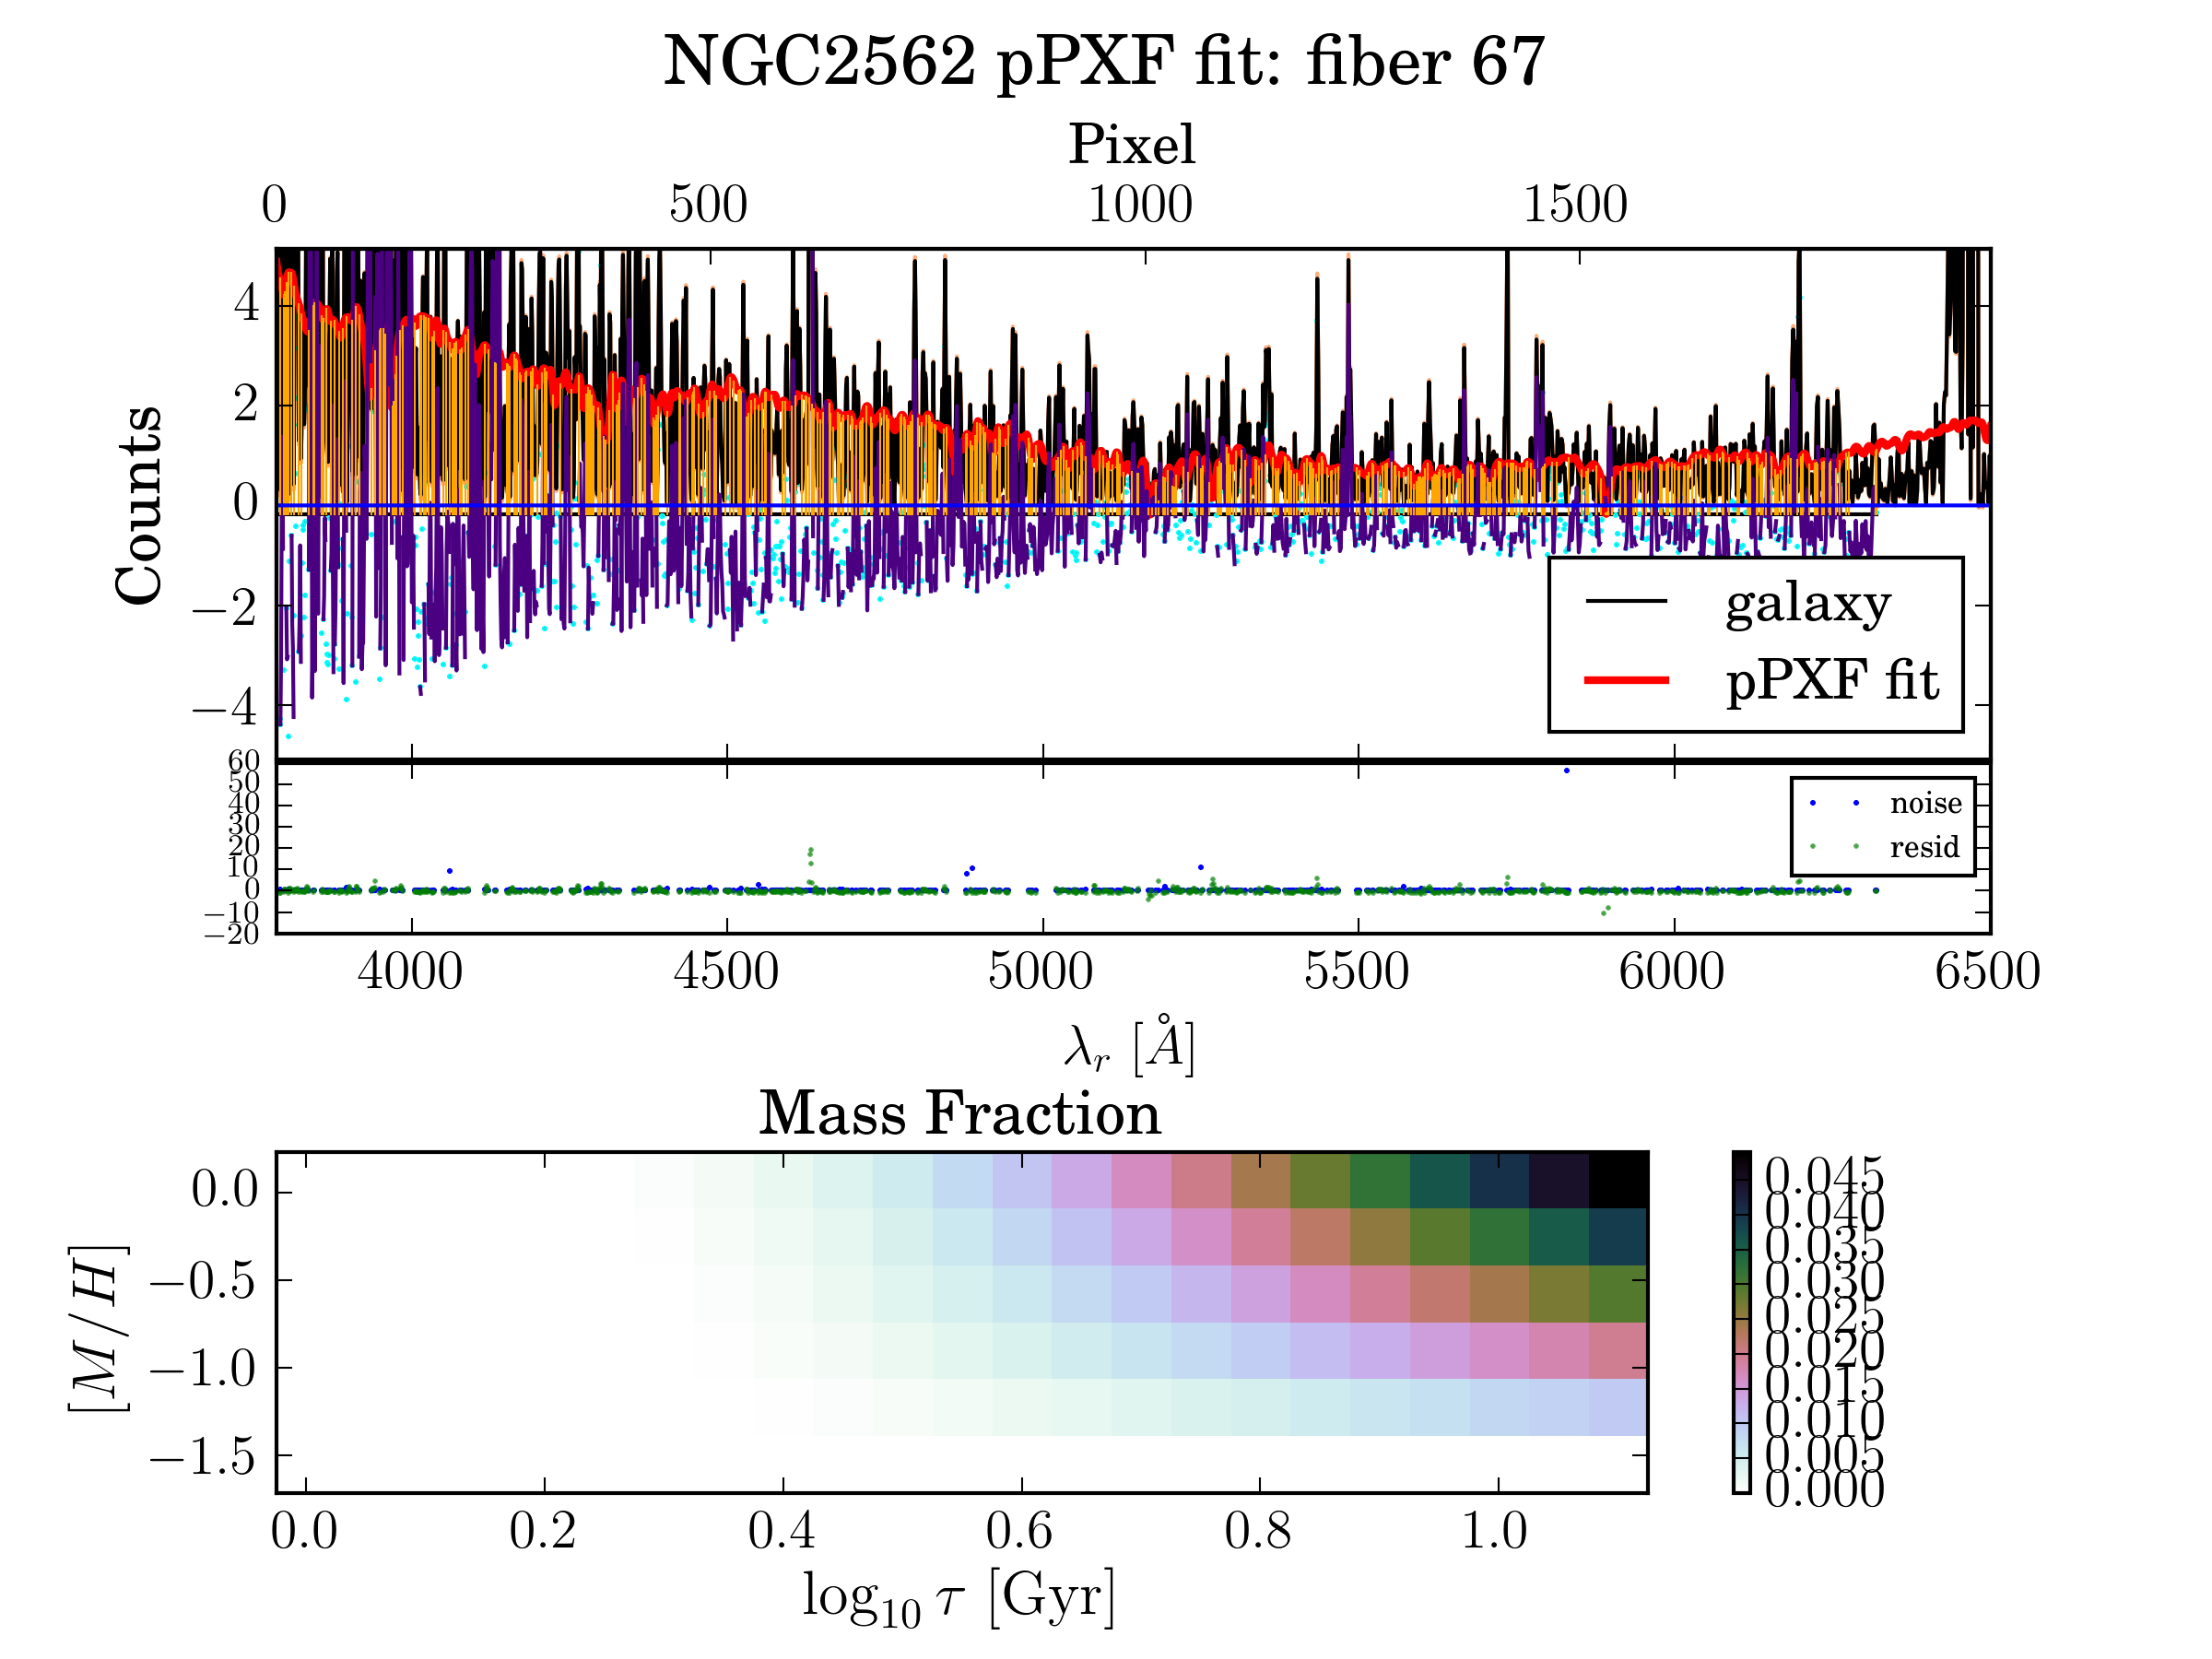 NGC2562 pPXF fit: fiber 67
Pixel
0 500 1000 1500
Counts
4
2
0
−2
−4
galaxy
pPXF fit
60
50
40
30
20
10
0
−10
−20
noise
resid
4000 4500 5000 5500 6000 6500
λr [Å]
Mass Fraction
[M/H]
0.0
−0.5
−1.0
−1.5
0.0 0.2 0.4 0.6 0.8 1.0
log10 τ [Gyr]
0.045
0.040
0.035
0.030
0.025
0.020
0.015
0.010
0.005
0.000